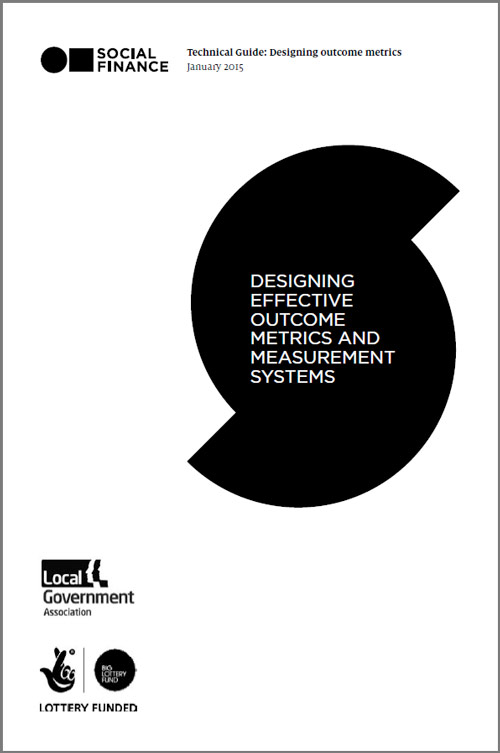 SOCIAL
FINANCE
Technical Guide: Designing outcome metrics
January 2015
DESIGNING
EFFECTIVE
OUTCOME
METRICS AND
MEASUREMENT
SYSTEMS
Local
Government
Association
BIG
LOTTERY
FUND
LOTTERY FUNDED